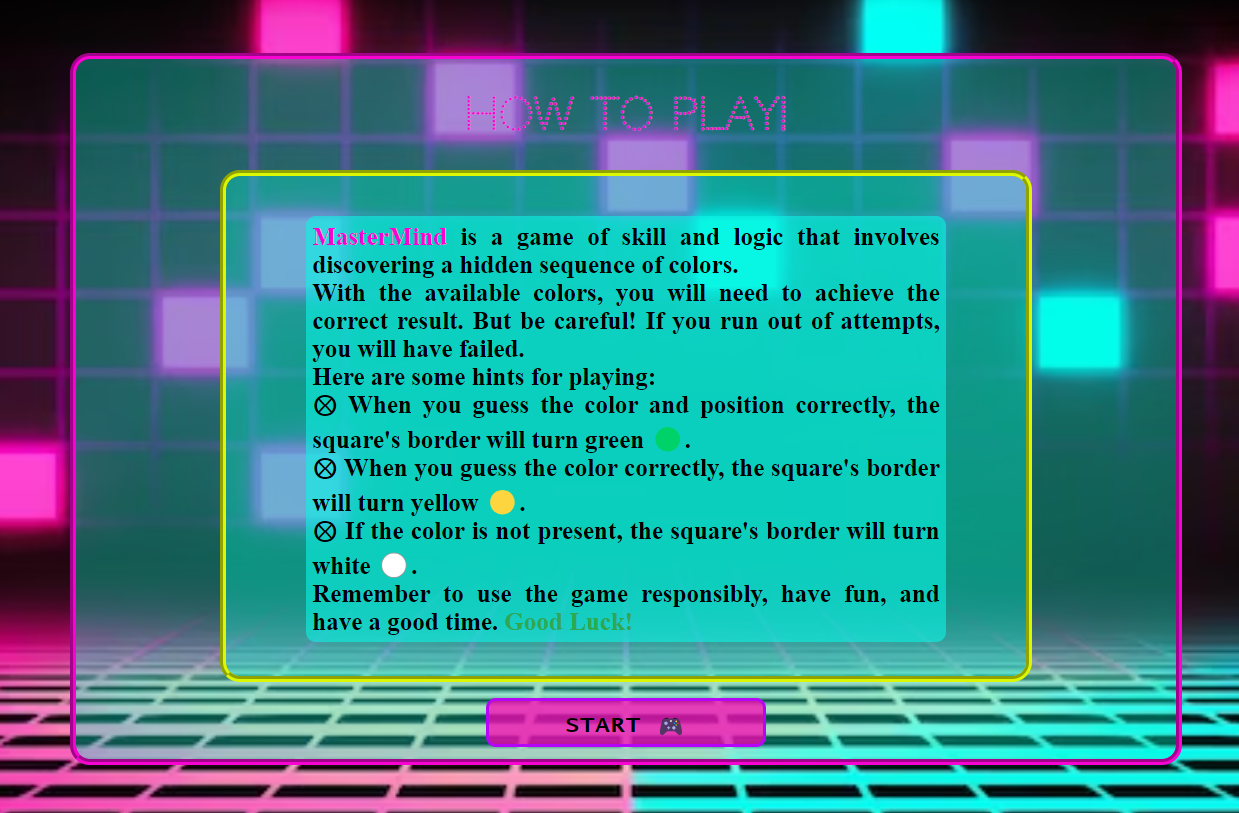 HOW TO PLAY!
MasterMind is a game of skill and logic that involves
discovering a hidden sequence of colors.
With the available colors, you will need to achieve the
correct result. But be careful! If you run out of attempts,
you will have failed.
Here are some hints for playing:
⨂ When you guess the color and position correctly, the
square's border will turn green 🟢.
⨂ When you guess the color correctly, the square's border
will turn yellow 🟡.
⨂ If the color is not present, the square's border will turn
white ⚪.
Remember to use the game responsibly, have fun, and
have a good time. Good Luck!
START 🎮